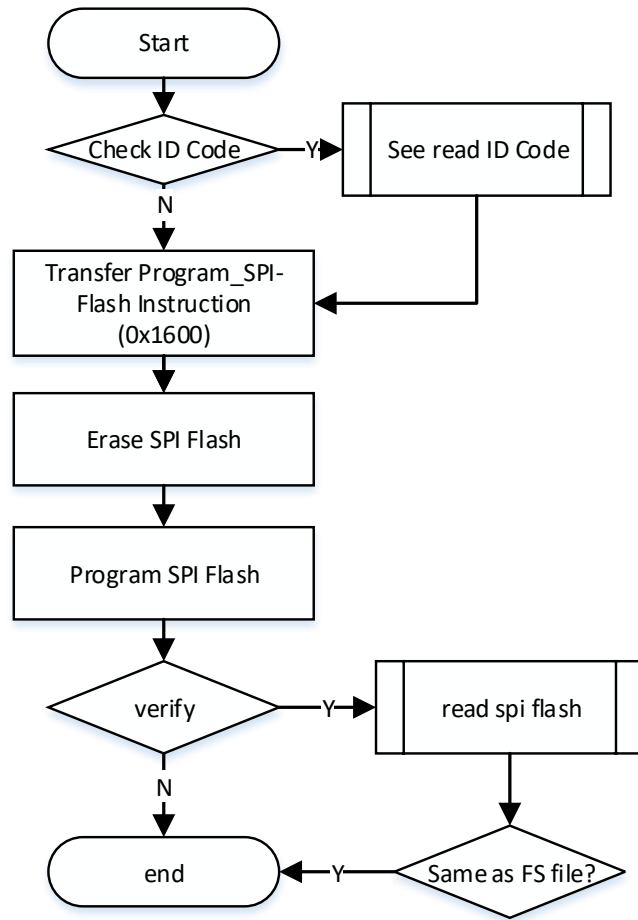 Start
Check ID Code
Y
See read ID Code
N
Transfer Program_SPI-
Flash Instruction
(0x1600)
Erase SPI Flash
Program SPI Flash
verify
Y
read spi flash
N
end
Y
Same as FS file?